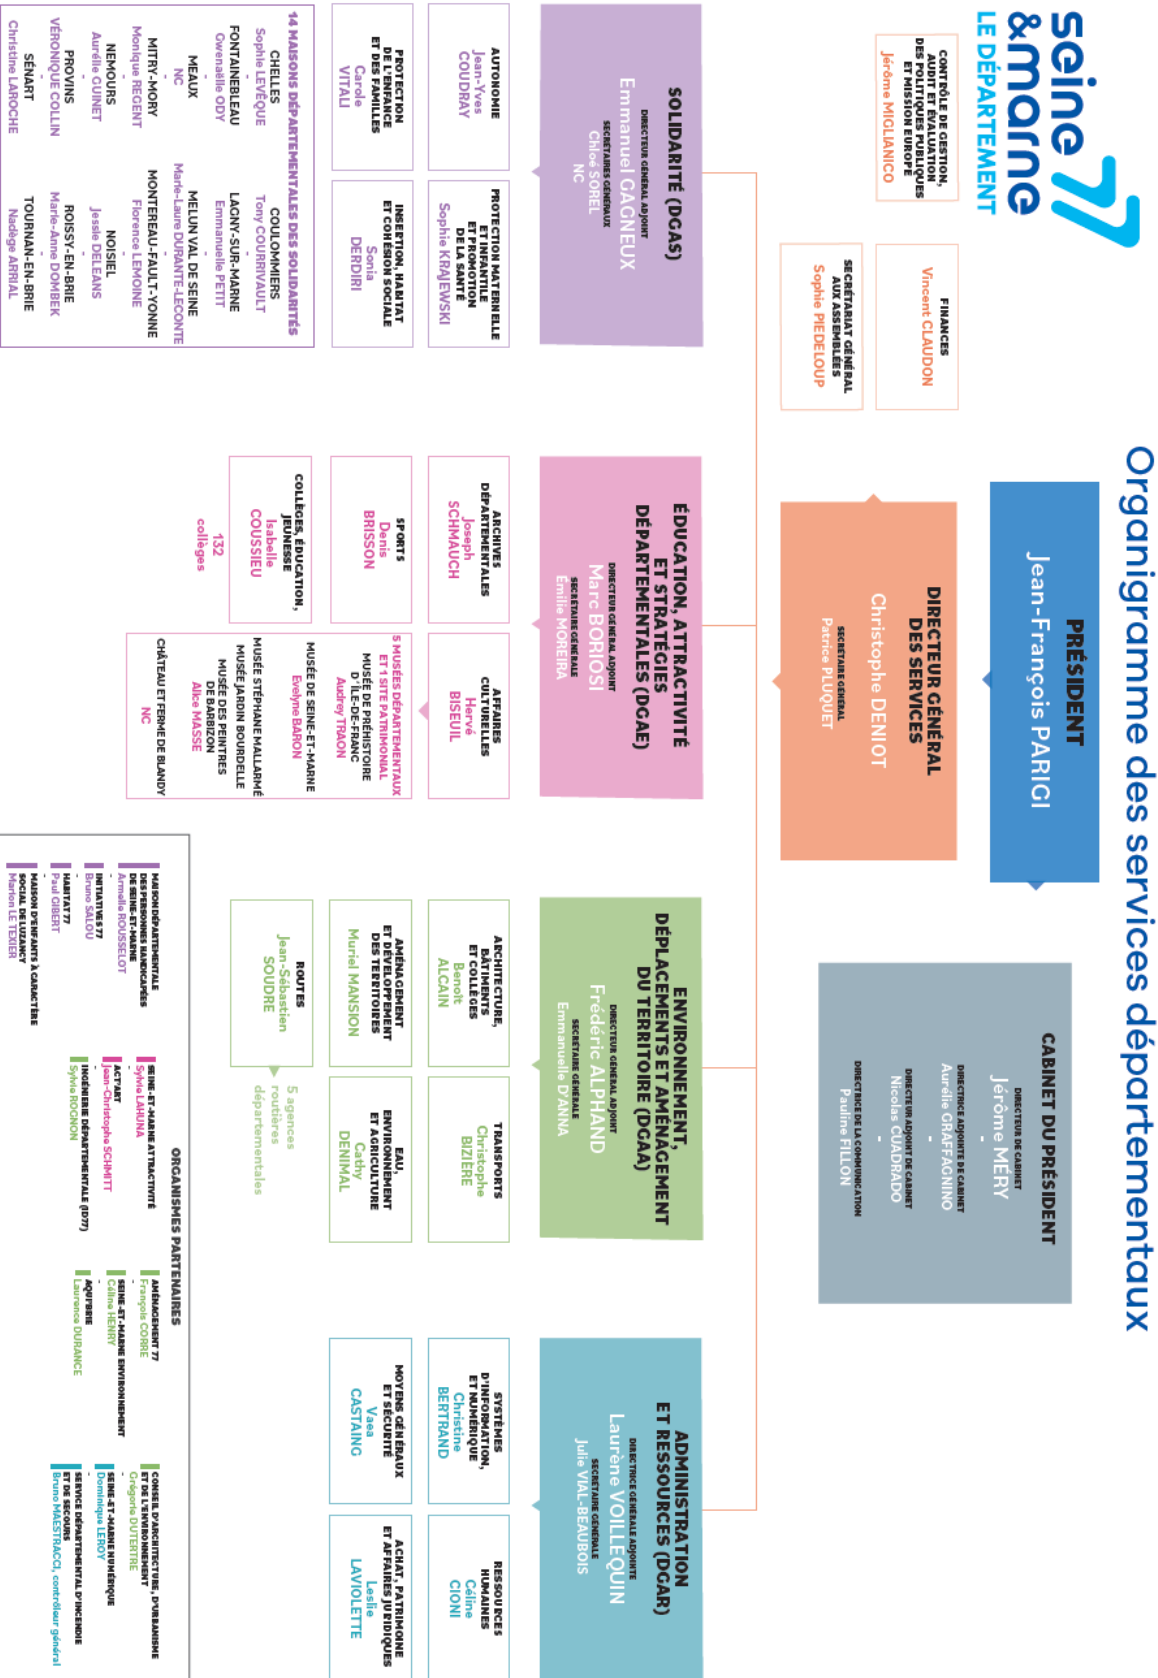 seine
&marne 77
LE DÉPARTEMENT
Organigramme des services départementaux
PRÉSIDENT
Jean-François PARIGI
CABINET DU PRÉSIDENT
DIRECTEUR DE CABINET
Jérôme MÉRY
-
DIRECTRICE ADJOINTE DE CABINET
Aurélie GRAFFAGNINO
-
DIRECTEUR ADJOINT DE CABINET
Nicolas CUADRADO
-
DIRECTRICE DE LA COMMUNICATION
Pauline FILLON
CONTRÔLE DE GESTION,
AUDIT ET ÉVALUATION
DES POLITIQUES PUBLIQUES
ET MISSION EUROPE
Jérôme MIGLIANICO
FINANCES
Vincent CLAUDON
SECRÉTARIAT GÉNÉRAL
AUX ASSEMBLÉES
Sophie PIEDELOUP
DIRECTEUR GÉNÉRAL
DES SERVICES
Christophe DENIOT
SECRÉTAIRE GÉNÉRAL
Patrice PLUQUET
SOLIDARITÉ (DGAS)
DIRECTEUR GÉNÉRAL ADJOINT
Emmanuel GAGNEUX
SECRÉTAIRES GÉNÉRAUX
Chloé SOREL
NC
AUTONOMIE
Jean-Yves
COUDRAY
PROTECTION MATERNELLE
ET INFANTILE
ET PROMOTION
DE LA SANTÉ
Sophie KRAJEWSKI
PROTECTION
DE L'ENFANCE
ET DES FAMILLES
Carole
VITALI
INSERTION, HABITAT
ET COHÉSION SOCIALE
Sonia
DERDIRI
14 MAISONS DÉPARTEMENTALES DES SOLIDARITÉS
CHELLES
Sophie LEVÊQUE
-
FONTAINEBLEAU
Gwenaëlle ODY
-
MEAUX
NC
-
MITRY-MORY
Monique REGENT
-
NEMOURS
Aurélie GUINET
-
PROVINS
VÉRONIQUE COLLIN
-
SÉNART
Christine LAROCHE
COULOMMIERS
Tony COURRIVAULT
-
LAGNY-SUR-MARNE
Emmanuelle PETIT
-
MELUN VAL DE SEINE
Marie-Laure DURANTE-LECONTE
-
MONTEREAU-FAULT-YONNE
Florence LEMOINE
-
NOISIEL
Jessie DELEANS
-
ROISSY-EN-BRIE
Marie-Anne DOMBEK
-
TOURNAN-EN-BRIE
Nadège ARRIAL
ÉDUCATION, ATTRACTIVITÉ
ET STRATÉGIES
DÉPARTEMENTALES (DGAE)
DIRECTEUR GÉNÉRAL ADJOINT
Marc BORIOSI
SECRÉTAIRE GÉNÉRALE
Émilie MOREIRA
ARCHIVES
DÉPARTEMENTALES
Joseph
SCHMAUCH
AFFAIRES
CULTURELLES
Hervé
BISEUIL
SPORTS
Denis
BRISSON
5 MUSÉES DÉPARTEMENTAUX
ET 1 SITE PATRIMONIAL
MUSÉE DE PRÉHISTOIRE
D'ÎLE-DE-FRANC
Audrey TRAON
MUSÉE DE SEINE-ET-MARNE
Evelyne BARON
MUSÉE STÉPHANE MALLARMÉ
MUSÉE JARDIN BOURDELLE
MUSÉE DES PEINTRES
DE BARBIZON
Alice MASSE
CHÂTEAU ET FERME DE BLANDY
NC
COLLÈGES, ÉDUCATION,
JEUNESSE
Isabelle
COUSSIEU
132
collèges
ENVIRONNEMENT,
DÉPLACEMENTS ET AMÉNAGEMENT
DU TERRITOIRE (DGAA)
DIRECTEUR GÉNÉRAL ADJOINT
Frédéric ALPHAND
SECRÉTAIRE GÉNÉRALE
Emmanuelle D'ANNA
ARCHITECTURE,
BÂTIMENTS
ET COLLÈGES
Benoît
ALCAIN
TRANSPORTS
Christophe
BIZIÈRE
AMÉNAGEMENT
ET DÉVELOPPEMENT
DES TERRITOIRES
Muriel MANSION
EAU,
ENVIRONNEMENT
ET AGRICULTURE
Cathy
DENIMAL
ROUTES
Jean-Sébastien
SOUDRE
5 agences
routières
départementales
ADMINISTRATION
ET RESSOURCES (DGAR)
DIRECTRICE GÉNÉRALE ADJOINTE
Laurène VOILLEQUIN
SECRÉTAIRE GÉNÉRALE
Julie VIAL-BEAUBOIS
SYSTÈMES
D'INFORMATION,
ET NUMÉRIQUE
Christine
BERTRAND
RESSOURCES
HUMAINES
Céline
CIONI
MOYENS GÉNÉRAUX
ET SÉCURITÉ
Vaea
CASTAING
ACHAT, PATRIMOINE
ET AFFAIRES JURIDIQUES
Leslie
LAVIOLETTE
ORGANISMES PARTENAIRES
MAISON DÉPARTEMENTALE
DES PERSONNES HANDICAPÉES
DE SEINE-ET-MARNE
Armelle ROUSSELOT
-
INITIATIVES 77
Bruno SALOU
-
HABITAT 77
Paul GIBERT
-
MAISON D'ENFANTS À CARACTÈRE
SOCIAL DE LUZANCY
Marion LE TEXIER
SEINE-ET-MARNE ATTRACTIVITÉ
Sylvie LAHUNA
-
ACT'ART
Jean-Christophe SCHMITT
-
INGÉNIERIE DÉPARTEMENTALE (ID77)
Sylvie ROGNON
AMÉNAGEMENT 77
François CORRE
-
SEINE-ET-MARNE ENVIRONNEMENT
Céline HENRY
-
AQUI'BRIE
Laurence DURANCE
CONSEIL D'ARCHITECTURE, D'URBANISME
ET DE L'ENVIRONNEMENT
Grégorie DUTERTRE
-
SEINE-ET-MARNE NUMÉRIQUE
Dominique LEROY
-
SERVICE DÉPARTEMENTAL D'INCENDIE
ET DE SECOURS
Bruno MAESTRACCI, contrôleur général